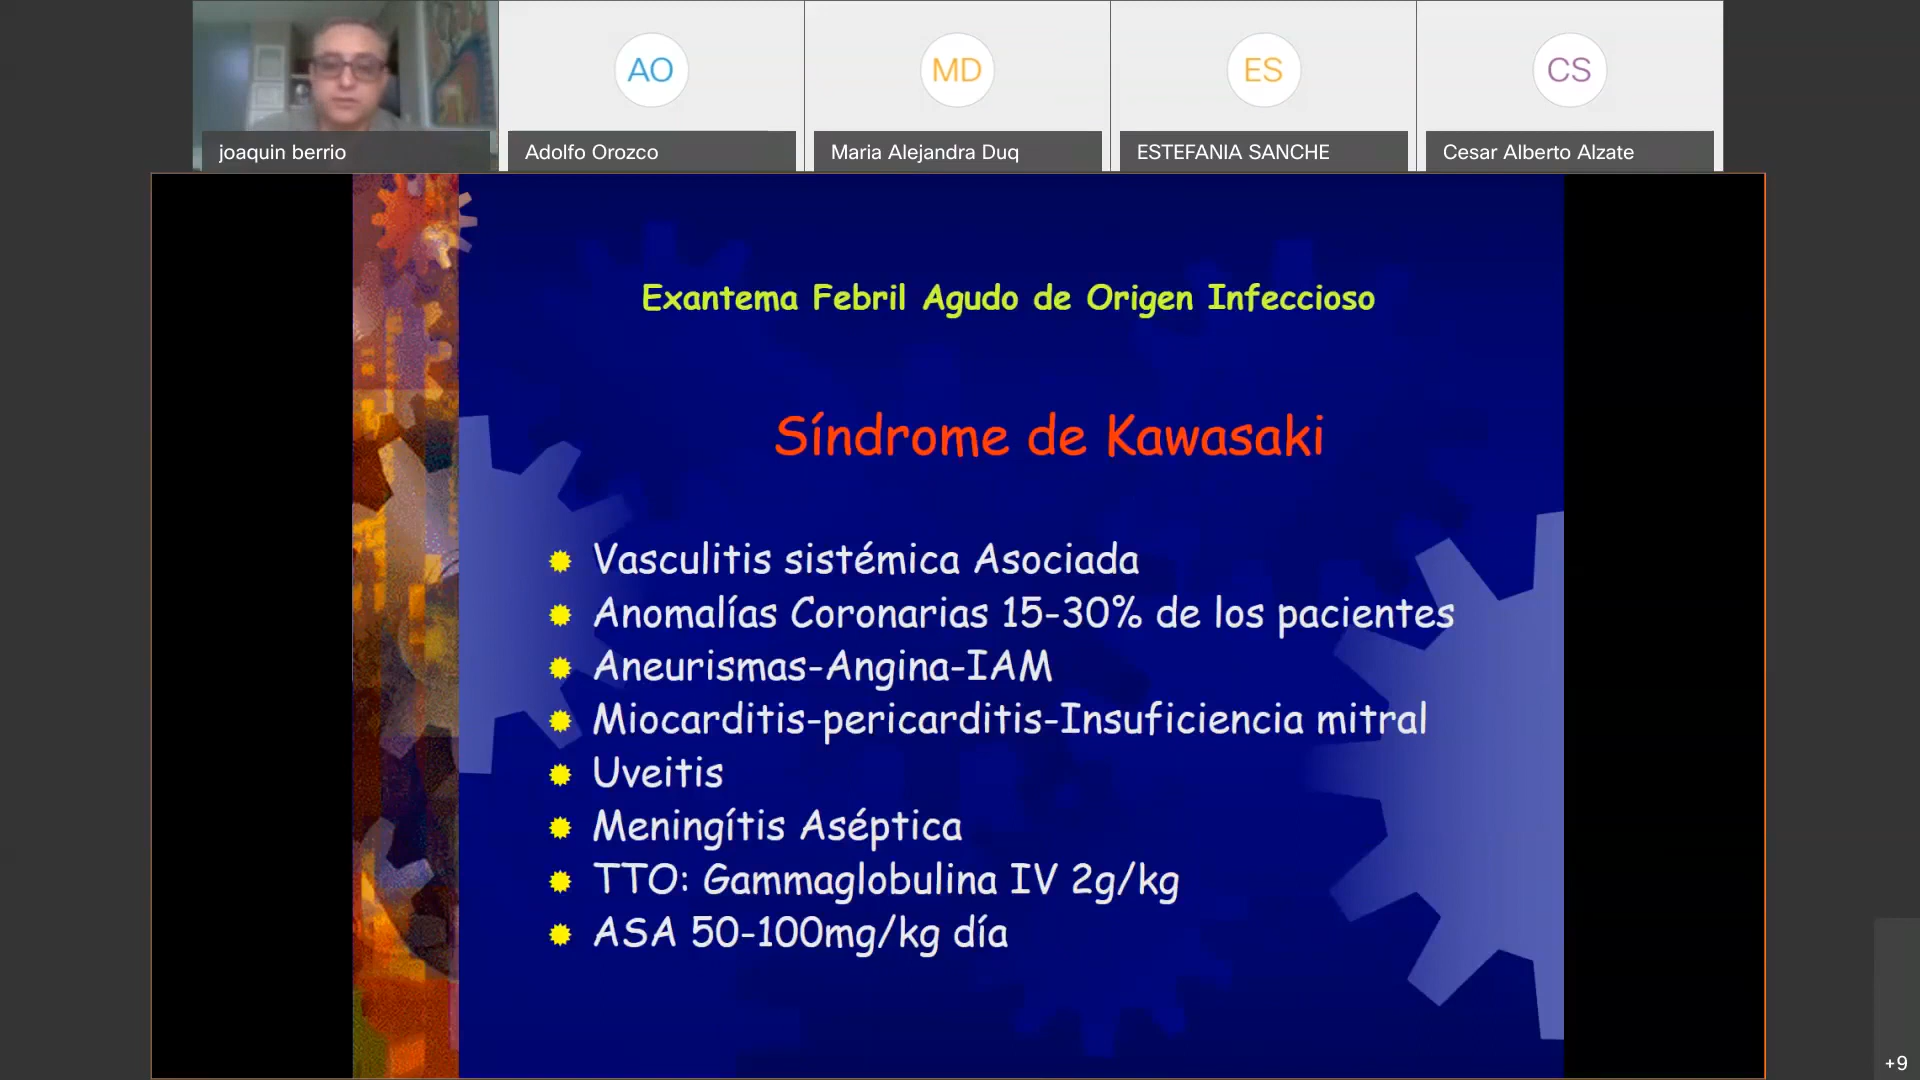 AO
MD
ES
CS
joaquin berrio
Adolfo Orozco
Maria Alejandra Duq
ESTEFANIA SANCHE
Cesar Alberto Alzate
Exantema Febril Agudo de Origen Infeccioso
Síndrome de Kawasaki
Vasculitis sistémica Asociada
Anomalías Coronarias 15-30% de los pacientes
Aneurismas-Angina-IAM
Miocarditis-pericarditis-Insuficiencia mitral
Uveitis
Meningítis Aséptica
TTO: Gammaglobulina IV 2g/kg
ASA 50-100mg/kg día
+9